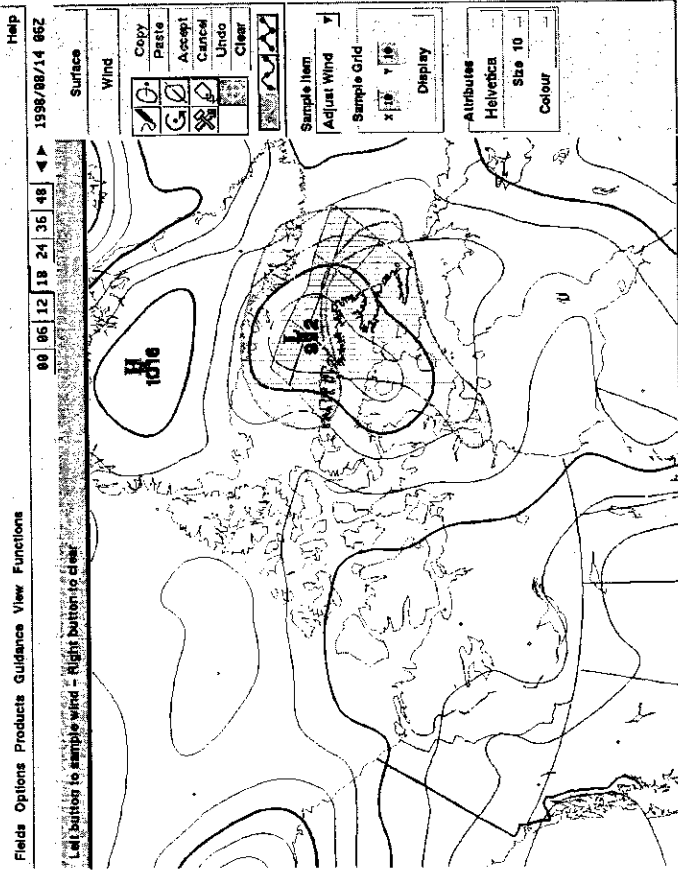 Fields Options Products Guidance View Functions Help
00 06 12 18 24 36 48 1998/08/14 06Z
Left button to sample wind – Right button to clear
Surface
Wind
Copy
Paste
Accept
Cancel
Undo
Clear
Sample Item
Adjust Wind
Sample Grid
X 10 Y 10
Display
Attributes
Helvetica
Size 10
Colour
H
1016
L